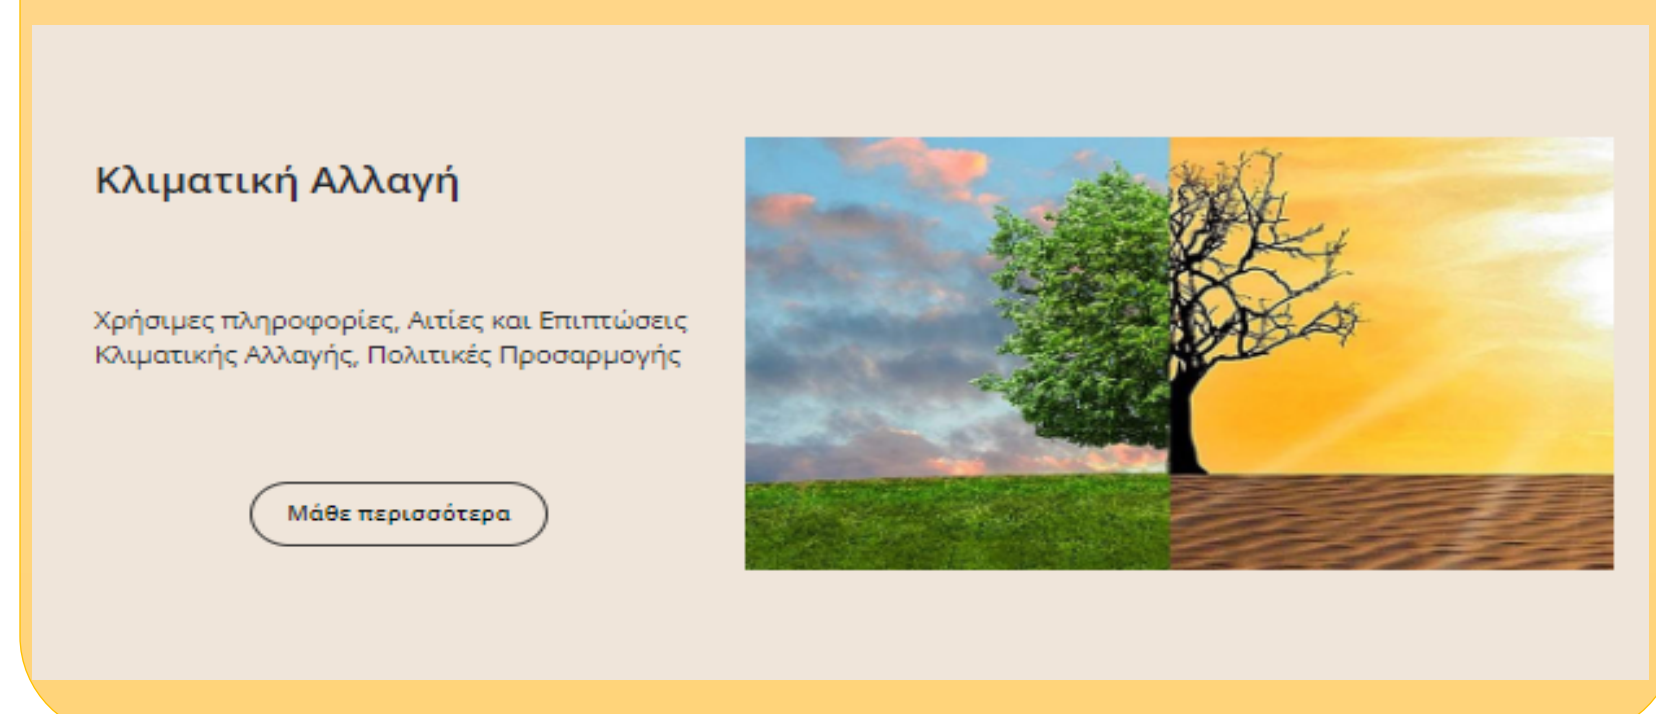 Κλιματική Αλλαγή
Χρήσιμες πληροφορίες, Αιτίες και Επιπτώσεις
Κλιματικής Αλλαγής, Πολιτικές Προσαρμογής
Μάθε περισσότερα